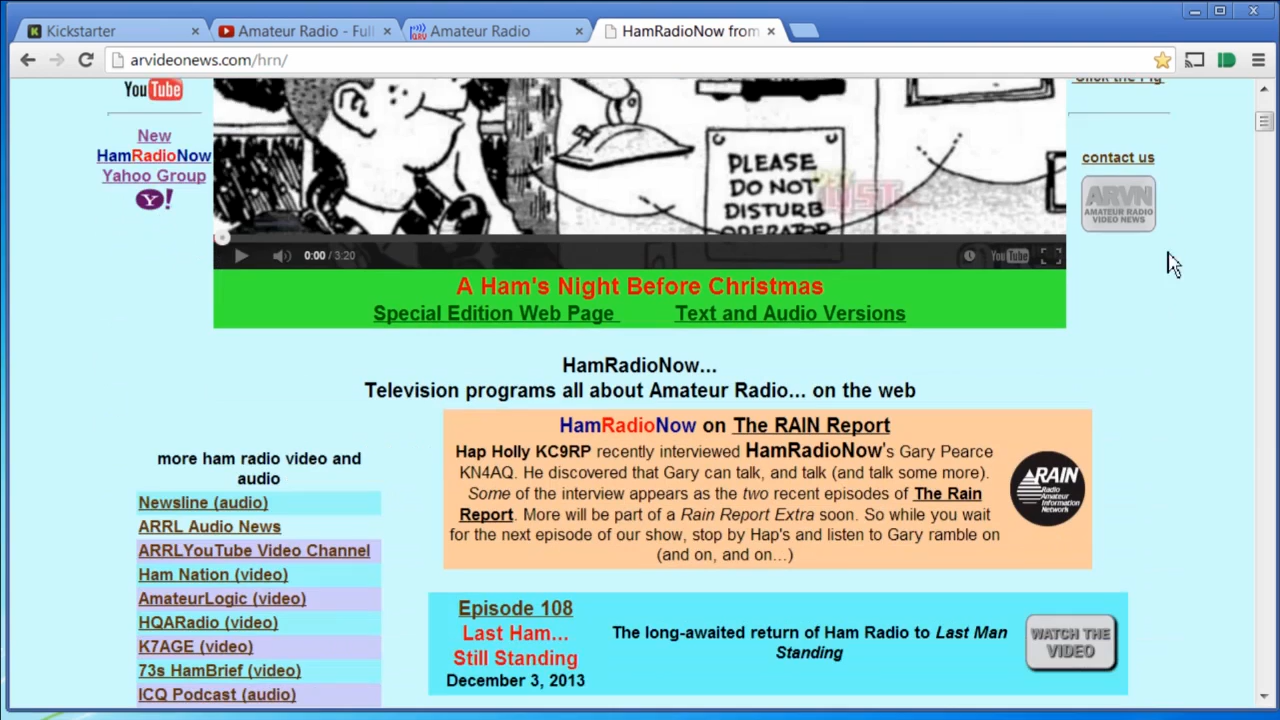 Kickstarter
Amateur Radio - Full
Amateur Radio
HamRadioNow from
arvideonews.com/hrn/
YouTube
New
HamRadioNow
Yahoo Group
Y!
PLEASE
DO NOT
DISTURB
OPERATOR
0:00 / 3:20
YouTube
Click the Pig
contact us
ARVN
AMATEUR RADIO
VIDEO NEWS
A Ham's Night Before Christmas
Special Edition Web Page
Text and Audio Versions
HamRadioNow...
Television programs all about Amateur Radio... on the web
HamRadioNow on The RAIN Report
Hap Holly KC9RP recently interviewed HamRadioNow's Gary Pearce
KN4AQ. He discovered that Gary can talk, and talk (and talk some more).
Some of the interview appears as the two recent episodes of The Rain
Report. More will be part of a Rain Report Extra soon. So while you wait
for the next episode of our show, stop by Hap's and listen to Gary ramble on
(and on, and on...)
RAIN
Radio
Amateur
Information
Network
more ham radio video and
audio
Newsline (audio)
ARRL Audio News
ARRLYouTube Video Channel
Ham Nation (video)
AmateurLogic (video)
HQARadio (video)
K7AGE (video)
73s HamBrief (video)
ICQ Podcast (audio)
Episode 108
Last Ham...
Still Standing
December 3, 2013
The long-awaited return of Ham Radio to Last Man
Standing
WATCH THE
VIDEO